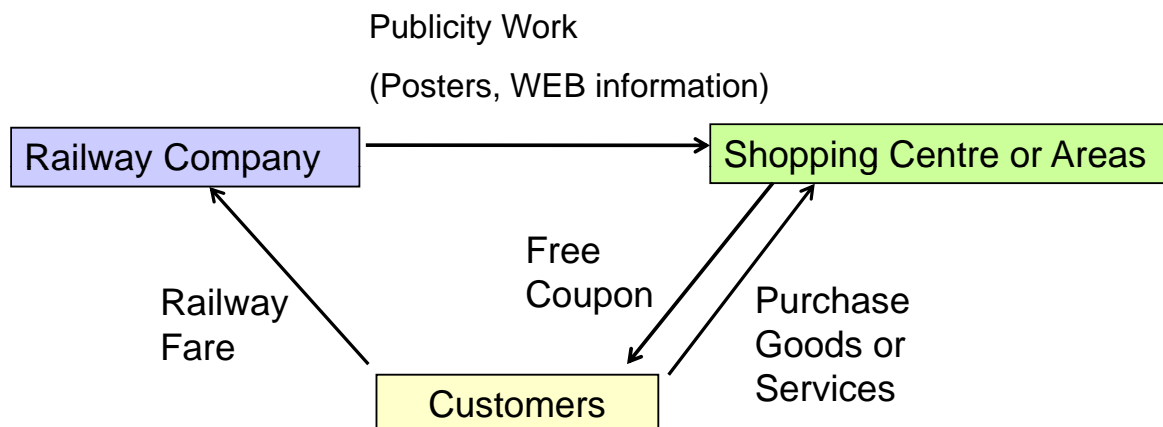 Publicity Work
(Posters, WEB information)
Railway Company
Shopping Centre or Areas
Free
Coupon
Railway
Fare
Purchase
Goods or
Services
Customers